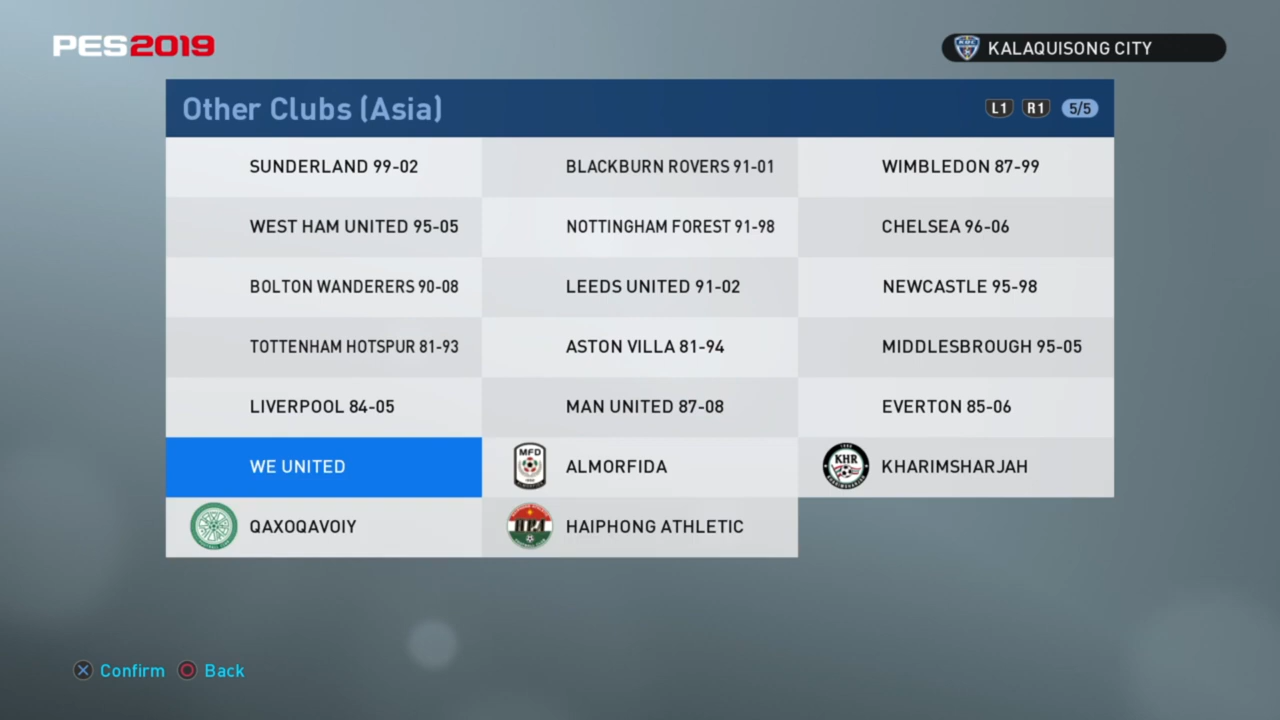 PES2019
KALAQUISONG CITY
Other Clubs (Asia)
L1 R1 5/5
SUNDERLAND 99-02
BLACKBURN ROVERS 91-01
WIMBLEDON 87-99
WEST HAM UNITED 95-05
NOTTINGHAM FOREST 91-98
CHELSEA 96-06
BOLTON WANDERERS 90-08
LEEDS UNITED 91-02
NEWCASTLE 95-98
TOTTENHAM HOTSPUR 81-93
ASTON VILLA 81-94
MIDDLESBROUGH 95-05
LIVERPOOL 84-05
MAN UNITED 87-08
EVERTON 85-06
WE UNITED
MFD
ALMORFIDA
KHR
KHARIMSHARJAH
QAXOQAVOIY
HPA
HAIPHONG ATHLETIC
Confirm
Back